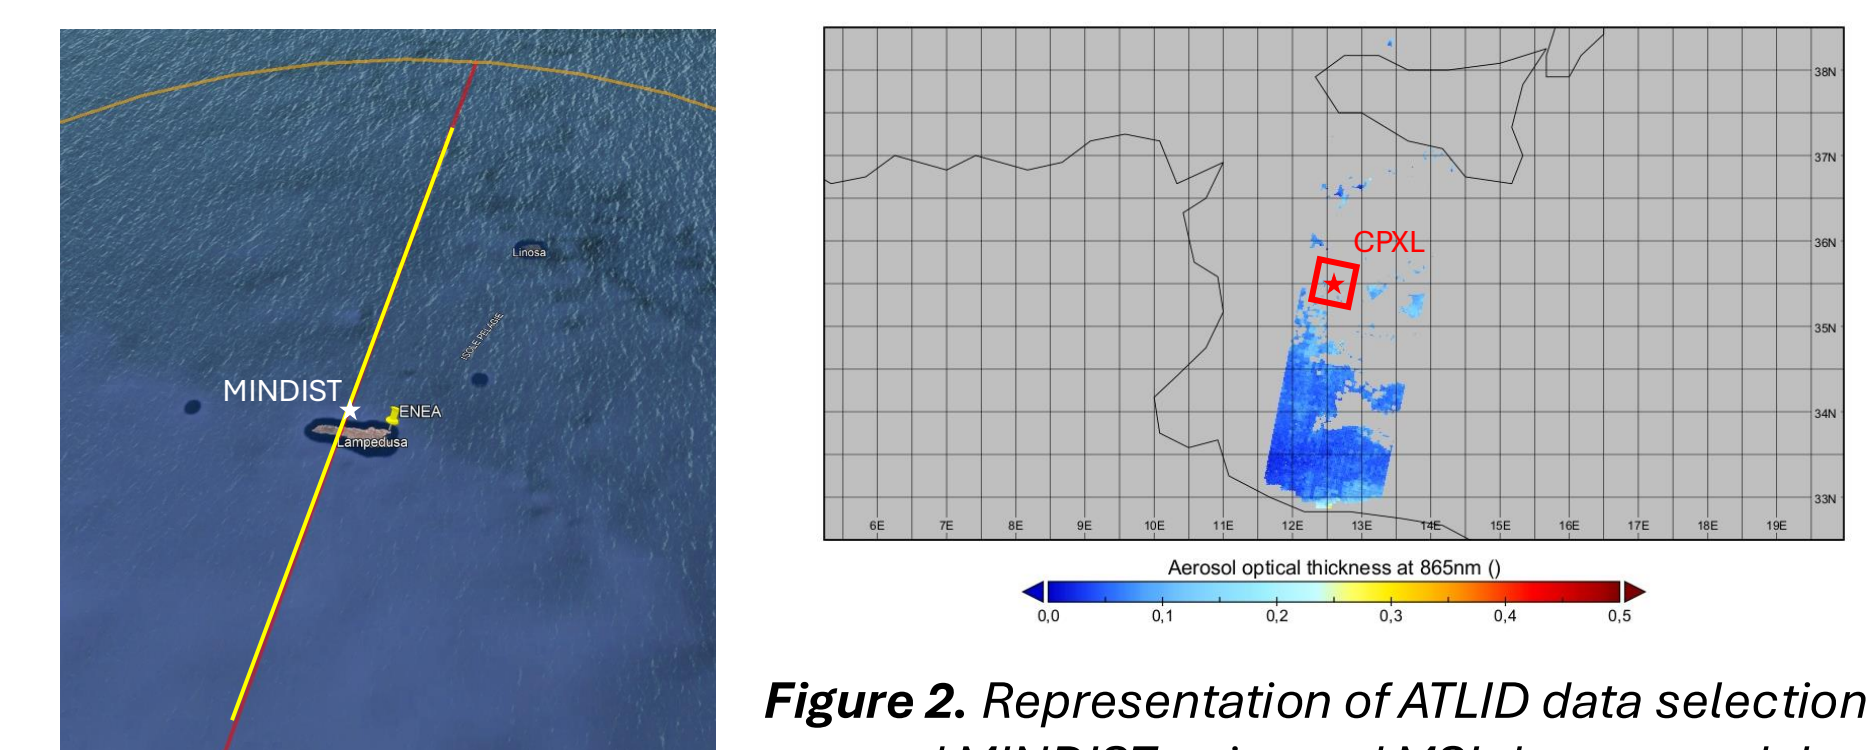 Linosa
ISOLE PELAGIE
MINDIST
ENEA
Lampedusa
CPXL
38N
37N
36N
35N
34N
33N
6E 7E 8E 9E 10E 11E 12E 13E 14E 15E 16E 17E 18E 19E
Aerosol optical thickness at 865nm ()
0,0 0,1 0,2 0,3 0,4 0,5
Figure 2. Representation of ATLID data selection